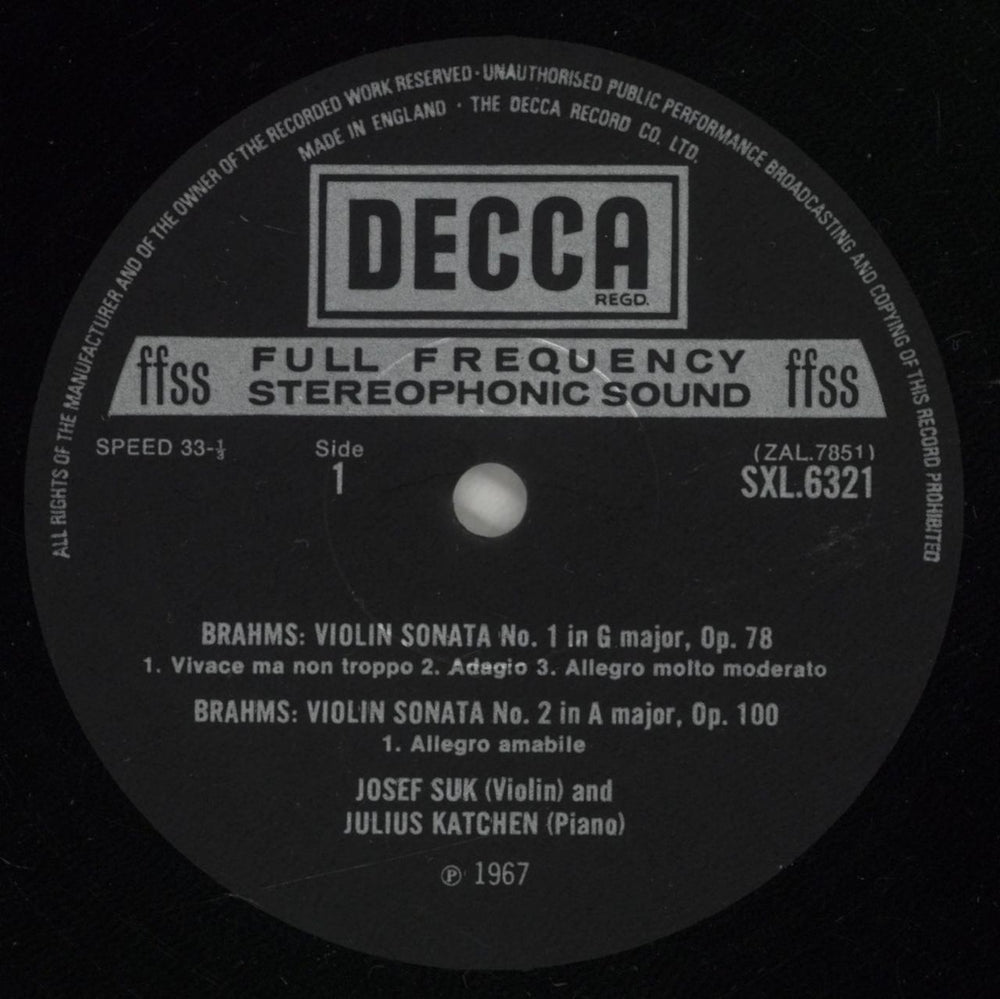 ALL RIGHTS OF THE MANUFACTURER AND OF THE OWNER OF THE RECORDED WORK RESERVED · UNAUTHORISED PUBLIC PERFORMANCE BROADCASTING AND COPYING OF THIS RECORD PROHIBITED
MADE IN ENGLAND · THE DECCA RECORD CO. LTD.
DECCA
REGD.
ffss FULL FREQUENCY STEREOPHONIC SOUND ffss
SPEED 33-⅓ Side 1 (ZAL.7851)
SXL.6321
BRAHMS: VIOLIN SONATA No. 1 in G major, Op. 78
1. Vivace ma non troppo 2. Adagio 3. Allegro molto moderato
BRAHMS: VIOLIN SONATA No. 2 in A major, Op. 100
1. Allegro amabile
JOSEF SUK (Violin) and
JULIUS KATCHEN (Piano)
℗ 1967